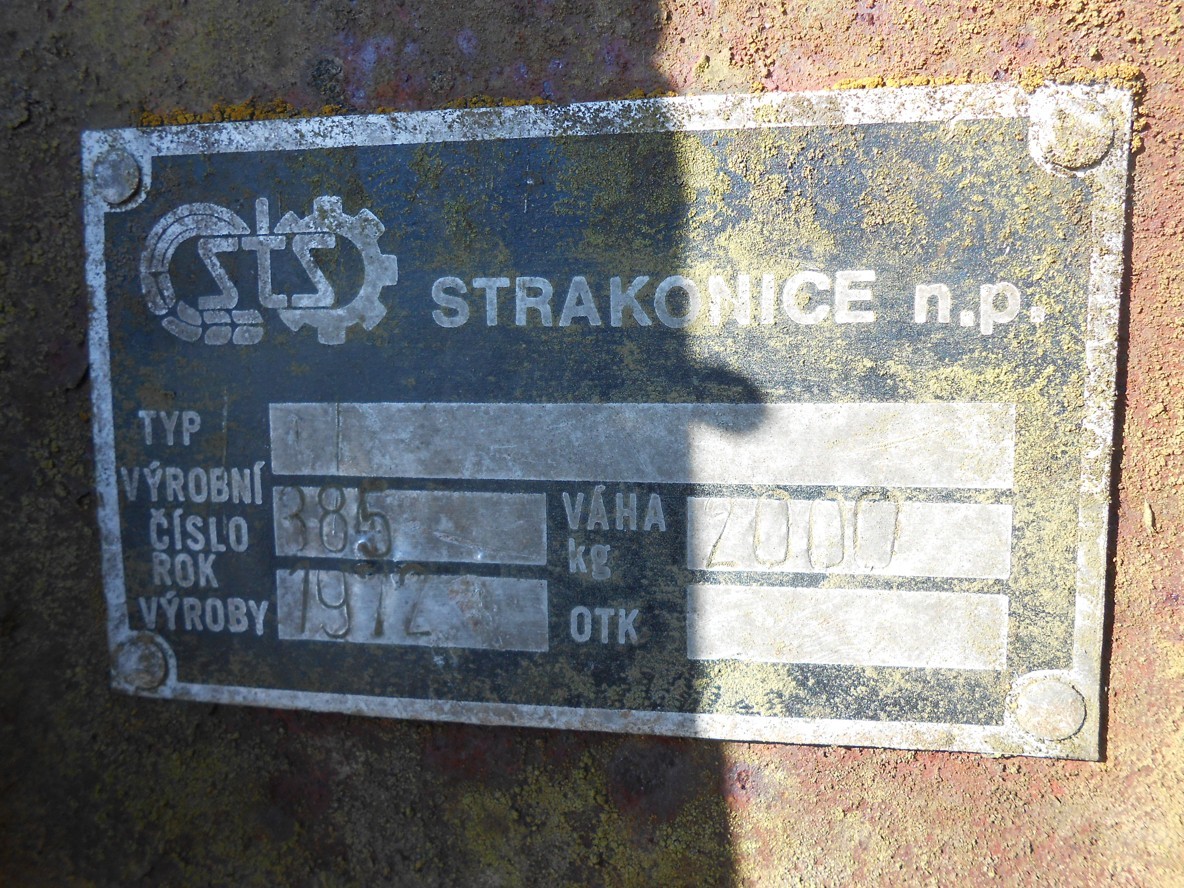 sts STRAKONICE n.p.
TYP
VÝROBNÍ ČÍSLO 385 VÁHA kg 2000
ROK VÝROBY 1972 OTK